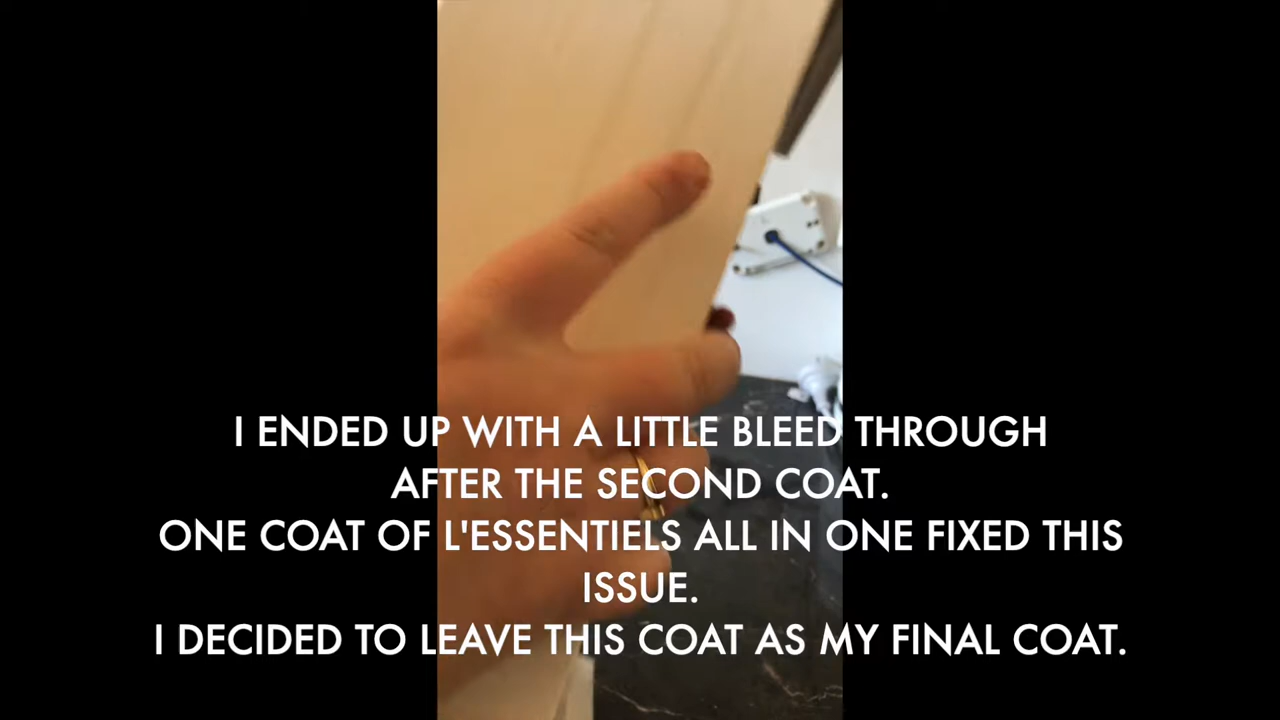 I ENDED UP WITH A LITTLE BLEED THROUGH
AFTER THE SECOND COAT.
ONE COAT OF L'ESSENTIELS ALL IN ONE FIXED THIS
ISSUE.
I DECIDED TO LEAVE THIS COAT AS MY FINAL COAT.